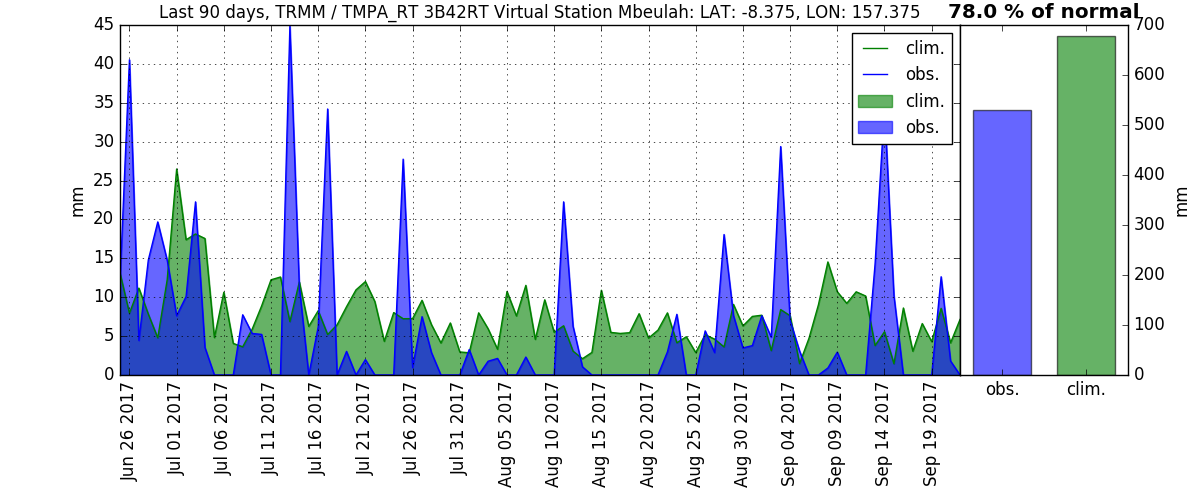 Last 90 days, TRMM / TMPA_RT 3B42RT Virtual Station Mbeulah: LAT: -8.375, LON: 157.375
78.0 % of normal
45
40
35
30
25
20
15
10
5
0
mm
clim.
obs.
clim.
obs.
700
600
500
400
300
200
100
0
mm
obs.
clim.
Jun 26 2017
Jul 01 2017
Jul 06 2017
Jul 11 2017
Jul 16 2017
Jul 21 2017
Jul 26 2017
Jul 31 2017
Aug 05 2017
Aug 10 2017
Aug 15 2017
Aug 20 2017
Aug 25 2017
Aug 30 2017
Sep 04 2017
Sep 09 2017
Sep 14 2017
Sep 19 2017